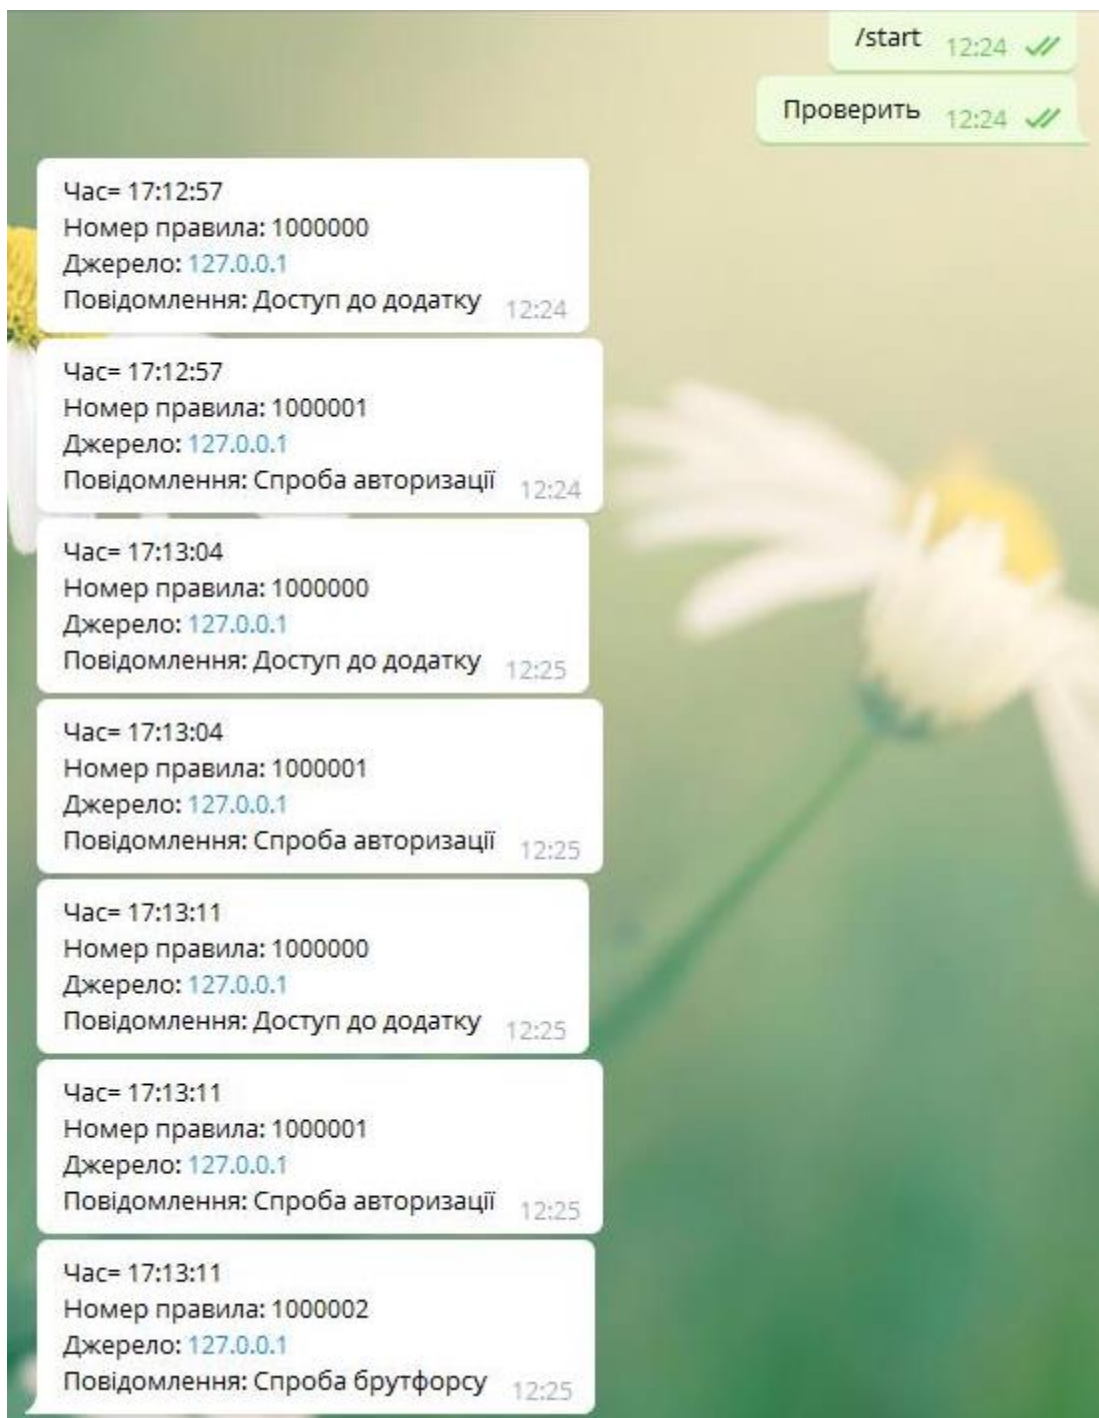 /start 12:24
Проверить 12:24
Час= 17:12:57
Номер правила: 1000000
Джерело: 127.0.0.1
Повідомлення: Доступ до додатку 12:24
Час= 17:12:57
Номер правила: 1000001
Джерело: 127.0.0.1
Повідомлення: Спроба авторизації 12:24
Час= 17:13:04
Номер правила: 1000000
Джерело: 127.0.0.1
Повідомлення: Доступ до додатку 12:25
Час= 17:13:04
Номер правила: 1000001
Джерело: 127.0.0.1
Повідомлення: Спроба авторизації 12:25
Час= 17:13:11
Номер правила: 1000000
Джерело: 127.0.0.1
Повідомлення: Доступ до додатку 12:25
Час= 17:13:11
Номер правила: 1000001
Джерело: 127.0.0.1
Повідомлення: Спроба авторизації 12:25
Час= 17:13:11
Номер правила: 1000002
Джерело: 127.0.0.1
Повідомлення: Спроба брутфорсу 12:25